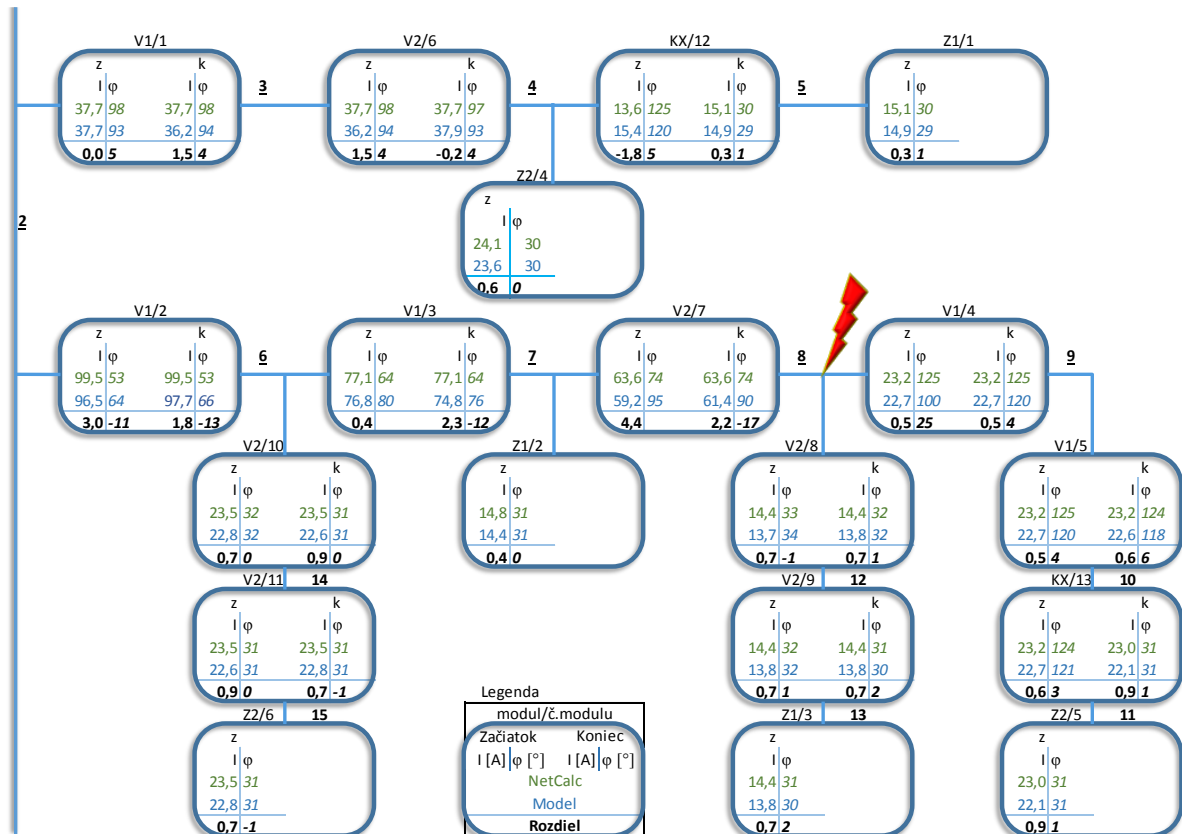 V1/1 V2/6 KX/12 Z1/1
z k z k z k z
I φ I φ 3 I φ I φ 4 I φ I φ 5 I φ
37,7 98 37,7 98 37,7 98 37,7 97 13,6 125 15,1 30 15,1 30
37,7 93 36,2 94 36,2 94 37,9 93 15,4 120 14,9 29 14,9 29
0,0 5 1,5 4 1,5 4 -0,2 4 -1,8 5 0,3 1 0,3 1
Z2/4
z
2
I φ
24,1 30
23,6 30
0,6 0
V1/2 V1/3 V2/7 V1/4
z k z k z k z k
I φ I φ 6 I φ I φ 7 I φ I φ 8 I φ I φ 9
99,5 53 99,5 53 77,1 64 77,1 64 63,6 74 63,6 74 23,2 125 23,2 125
96,5 64 97,7 66 76,8 80 74,8 76 59,2 95 61,4 90 22,7 100 22,7 120
3,0 -11 1,8 -13 0,4 2,3 -12 4,4 2,2 -17 0,5 25 0,5 4
V2/10 Z1/2 V2/8 V1/5
z k z z k z k
I φ I φ I φ I φ I φ I φ I φ
23,5 32 23,5 31 14,8 31 14,4 33 14,4 32 23,2 125 23,2 124
22,8 32 22,6 31 14,4 31 13,7 34 13,8 32 22,7 120 22,6 118
0,7 0 0,9 0 0,4 0 0,7 -1 0,7 1 0,5 4 0,6 6
V2/11 14 V2/9 12 KX/13 10
z k z k z k
I φ I φ I φ I φ I φ I φ
23,5 31 23,5 31 14,4 32 14,4 31 23,2 124 23,0 31
22,6 31 22,8 31 13,8 32 13,8 30 22,7 121 22,1 31
0,9 0 0,7 -1 0,7 1 0,7 2 0,6 3 0,9 1
Z2/6 15 Z1/3 13 Z2/5 11
z z z
I φ I φ I φ
23,5 31 14,4 31 23,0 31
22,8 31 13,8 30 22,1 31
0,7 -1 0,7 2 0,9 1
Legenda
modul/č.modulu
Začiatok Koniec
I [A] φ [°] I [A] φ [°]
NetCalc
Model
Rozdiel